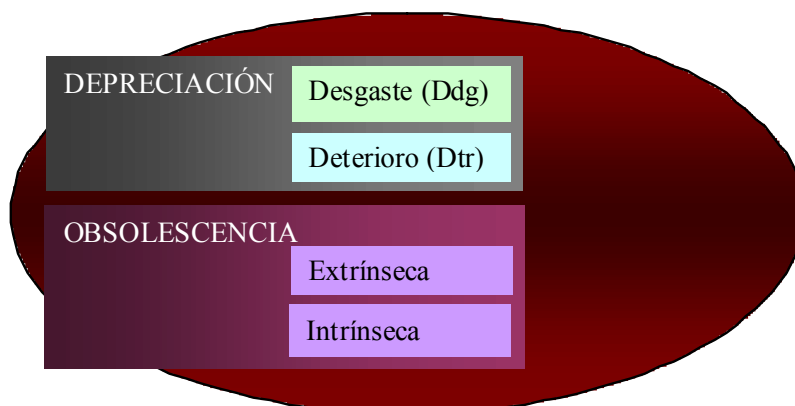 DEPRECIACIÓN
Desgaste (Ddg)
Deterioro (Dtr)
OBSOLESCENCIA
Extrínseca
Intrínseca